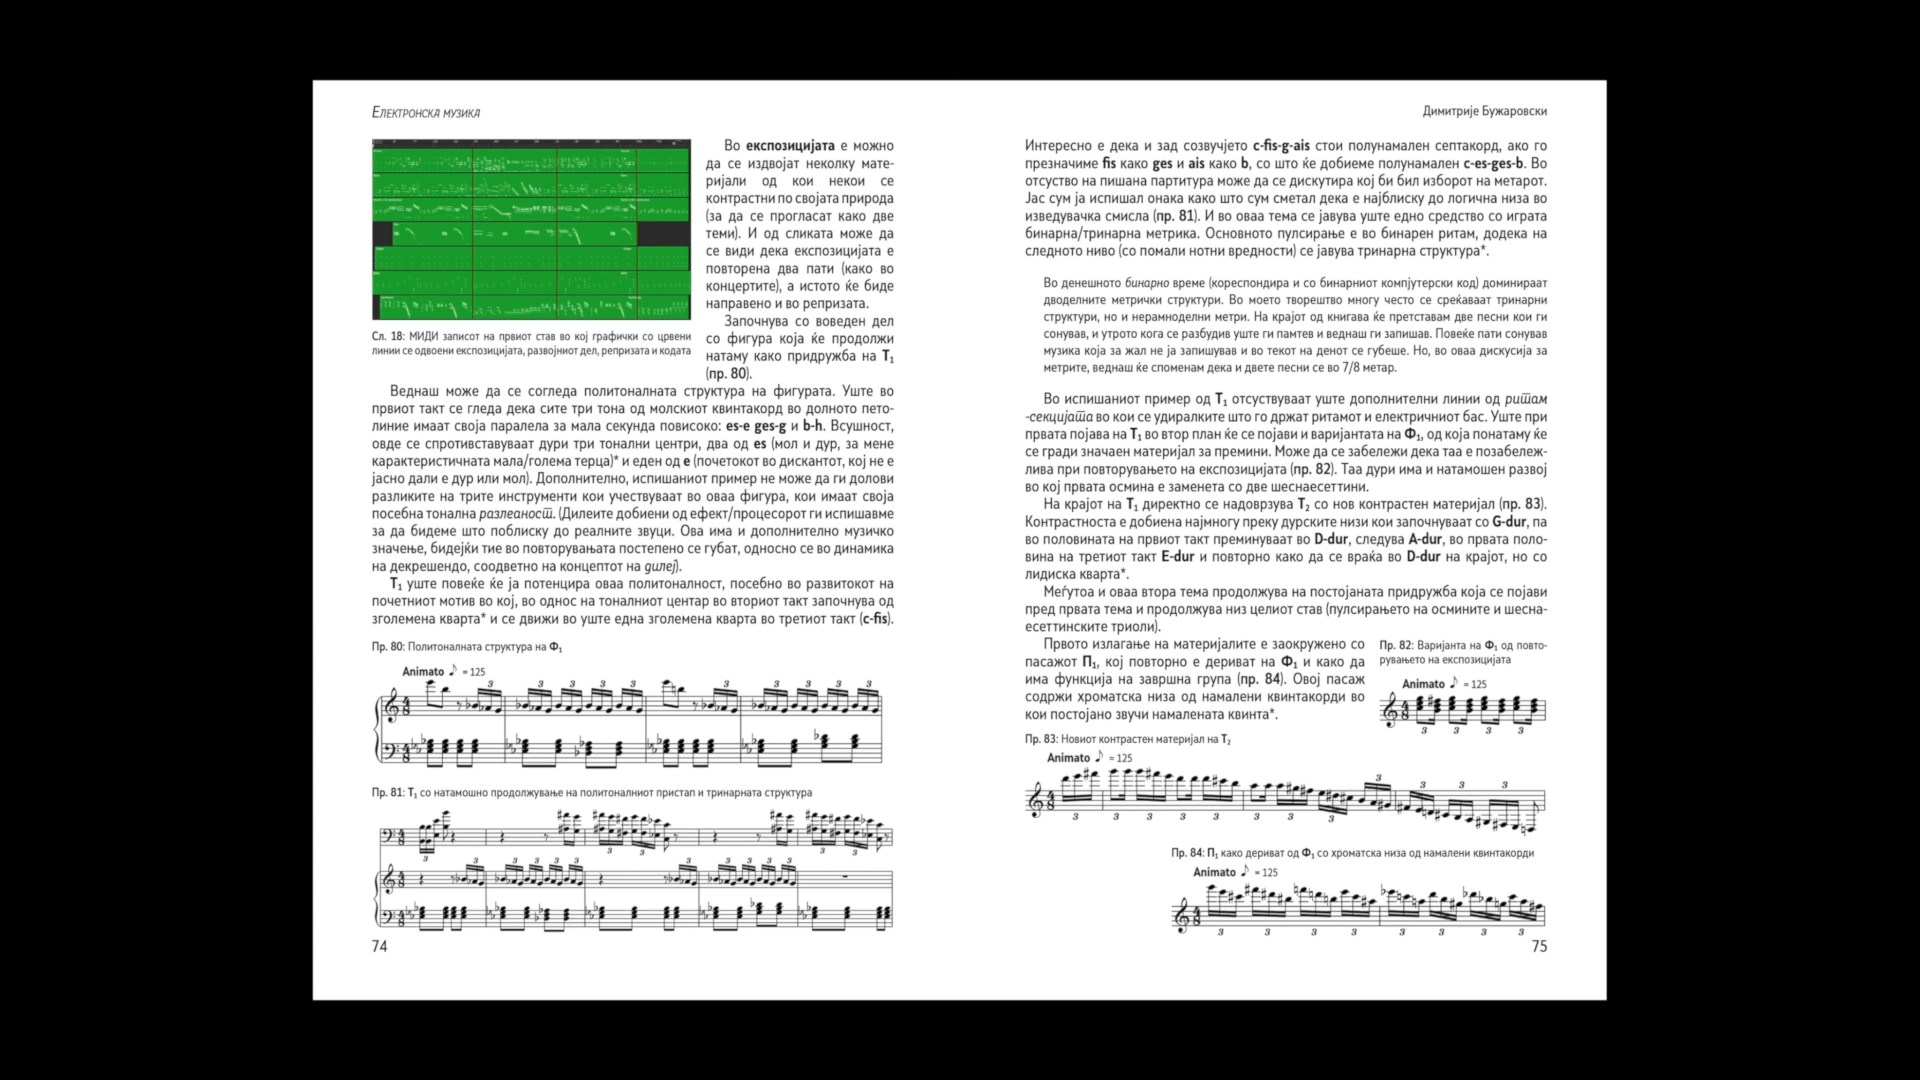 Електронска музика
Во експозицијата е можно
да се издвојат неколку мате-
ријали од кои некои се
контрастни по својата природа
(за да се прогласат како две
теми). И од сликата може да
се види дека експозицијата е
повторена два пати (како во
концертите), а истото ќе биде
направено и во репризата.
Започнува со воведен дел
со фигура која ќе продолжи
натаму како придружба на Т₁
(пр. 80).
Сл. 18: МИДИ записот на првиот став во кој графички со црвени
линии се одвоени експозицијата, развојниот дел, репризата и кодата
Веднаш може да се согледа политоналната структура на фигурата. Уште во
првиот такт се гледа дека сите три тона од молскиот квинтакорд во долното пето-
линие имаат своја паралела за мала секунда повисоко: es-e ges-g и b-h. Всушност,
овде се спротивставуваат дури три тонални центри, два од es (мол и дур, за мене
карактеристичната мала/голема терца)* и еден од е (почетокот во дискантот, кој не е
јасно дали е дур или мол). Дополнително, испишаниот пример не може да ги долови
разликите на трите инструменти кои учествуваат во оваа фигура, кои имаат своја
посебна тонална разлеаност. (Дилеите добиени од ефект/процесорот ги испишавме
за да бидеме што поблиску до реалните звуци. Ова има и дополнително музичко
значење, бидејќи тие во повторувањата постепено се губат, односно се во динамика
на декрешендо, соодветно на концептот на дилеј).
Т₁ уште повеќе ќе ја потенцира оваа политоналност, посебно во развитокот на
почетниот мотив во кој, во однос на тоналниот центар во вториот такт започнува од
зголемена кварта* и се движи во уште една зголемена кварта во третиот такт (c-fis).
Пр. 80: Политоналната структура на Ф₁
Animato ♪ = 125
Пр. 81: Т₁ со натамошно продолжување на политоналниот пристап и тринарната структура
74
Димитрије Бужаровски
Интересно е дека и зад созвучјето c-fis-g-ais стои полунамален септакорд, ако го
презначиме fis како ges и ais како b, со што ќе добиеме полунамален c-es-ges-b. Во
отсуство на пишана партитура може да се дискутира кој би бил изборот на метарот.
Јас сум ја испишал онака како што сум сметал дека е најблиску до логична низа во
изведувачка смисла (пр. 81). И во оваа тема се јавува уште едно средство со играта
бинарна/тринарна метрика. Основното пулсирање е во бинарен ритам, додека на
следното ниво (со помали нотни вредности) се јавува тринарна структура*.
Во денешното бинарно време (кореспондира и со бинарниот компјутерски код) доминираат
дводелните метрички структури. Во моето творештво многу често се среќаваат тринарни
структури, но и нерамноделни метри. На крајот од книгава ќе претставам две песни кои ги
сонував, и утрото кога се разбудив уште ги памтев и веднаш ги запишав. Повеќе пати сонував
музика која за жал не ја запишував и во текот на денот се губеше. Но, во оваа дискусија за
метрите, веднаш ќе споменам дека и двете песни се во 7/8 метар.
Во испишаниот пример од Т₁ отсуствуваат уште дополнителни линии од ритам
-секцијата во кои се удиралките што го држат ритамот и електричниот бас. Уште при
првата појава на Т₁ во втор план ќе се појави и варијантата на Ф₁, од која понатаму ќе
се гради значаен материјал за премини. Може да се забележи дека таа е позабележ-
лива при повторувањето на експозицијата (пр. 82). Таа дури има и натамошен развој
во кој првата осмина е заменета со две шеснаесеттини.
На крајот на Т₁ директно се надоврзува Т₂ со нов контрастен материјал (пр. 83).
Контрастноста е добиена најмногу преку дурските низи кои започнуваат со G-dur, па
во половината на првиот такт преминуваат во D-dur, следува A-dur, во првата поло-
вина на третиот такт E-dur и повторно како да се враќа во D-dur на крајот, но со
лидиска кварта*.
Меѓутоа и оваа втора тема продолжува на постојаната придружба која се појави
пред првата тема и продолжува низ целиот став (пулсирањето на осмините и шесна-
есеттинските триоли).
Првото излагање на материјалите е заокружено со
пасажот П₁, кој повторно е дериват на Ф₁ и како да
има функција на завршна група (пр. 84). Овој пасаж
содржи хроматска низа од намалени квинтакорди во
кои постојано звучи намалената квинта*.
Пр. 82: Варијанта на Ф₁ од повто-
рувањето на експозицијата
Animato ♪ = 125
Пр. 83: Новиот контрастен материјал на Т₂
Animato ♪ = 125
Пр. 84: П₁ како дериват од Ф₁ со хроматска низа од намалени квинтакорди
Animato ♪ = 125
75